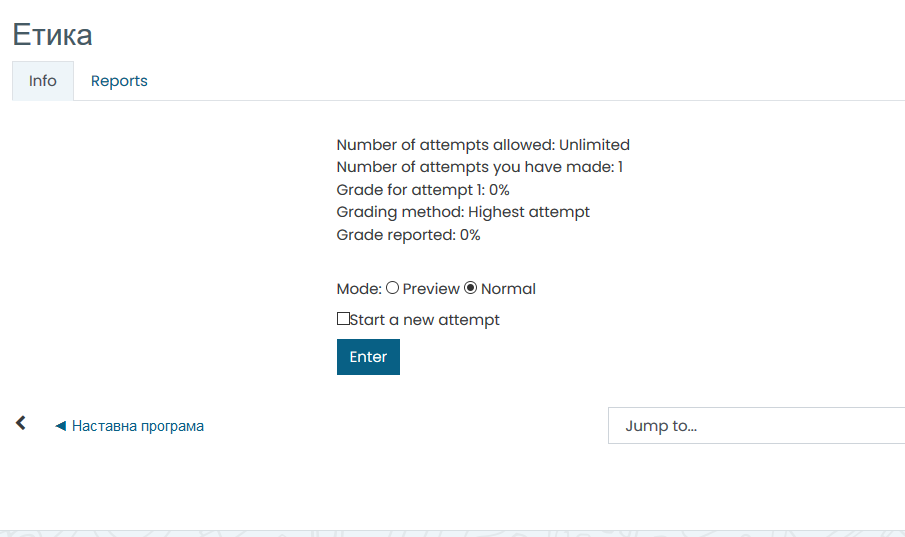 Етика
Info Reports
Number of attempts allowed: Unlimited
Number of attempts you have made: 1
Grade for attempt 1: 0%
Grading method: Highest attempt
Grade reported: 0%
Mode: Preview Normal
Start a new attempt
Enter
◄ Наставна програма
Jump to...